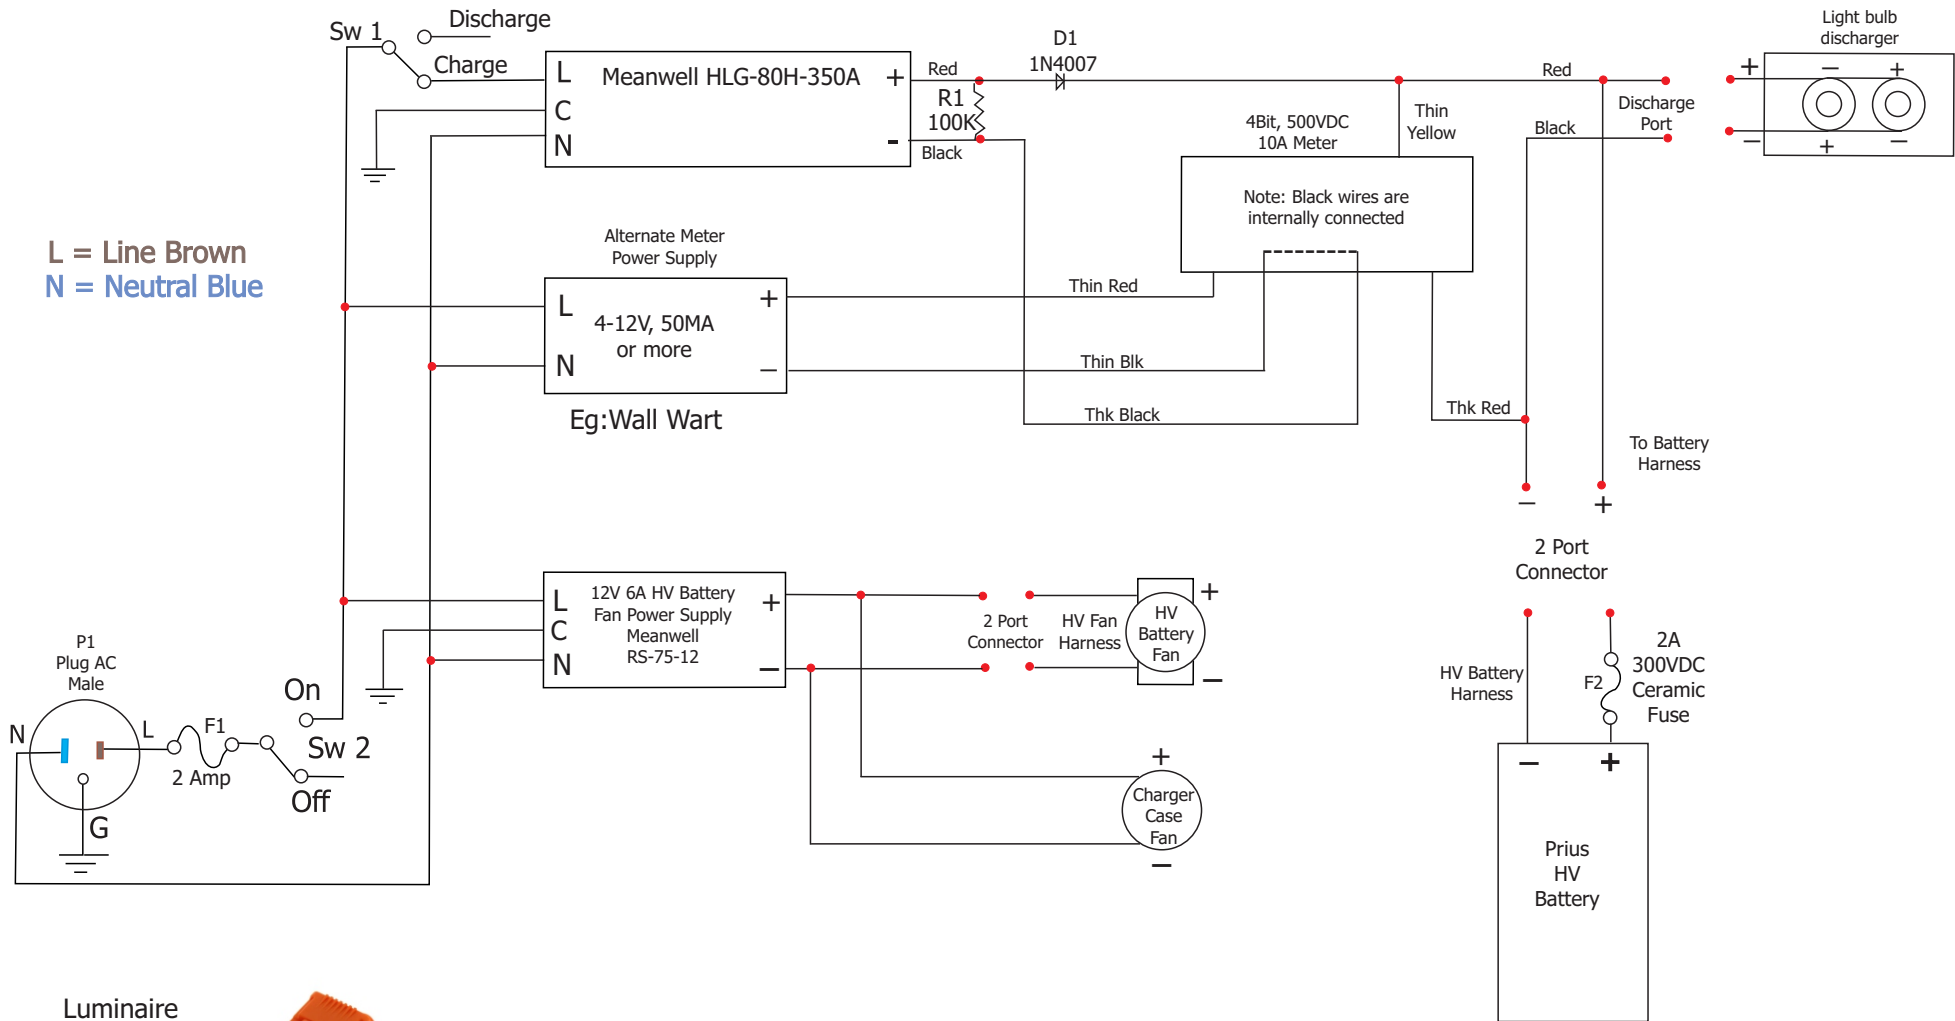 Sw 1
Discharge
Charge
L
C
N
Meanwell HLG-80H-350A
+
-
Red
R1
100K
Black
D1
1N4007
Red
Thin
Yellow
4Bit, 500VDC
10A Meter
Note: Black wires are
internally connected
Black
Discharge
Port
Light bulb
discharger
+
−
−
+
+
−
L = Line Brown
N = Neutral Blue
Alternate Meter
Power Supply
L
N
4-12V, 50MA
or more
+
−
Eg:Wall Wart
Thin Red
Thin Blk
Thk Black
Thk Red
To Battery
Harness
−
+
2 Port
Connector
L
C
N
12V 6A HV Battery
Fan Power Supply
Meanwell
RS-75-12
+
−
2 Port
Connector
HV Fan
Harness
HV
Battery
Fan
+
−
HV Battery
Harness
F2
2A
300VDC
Ceramic
Fuse
P1
Plug AC
Male
N
L
G
F1
2 Amp
On
Sw 2
Off
+
Charger
Case
Fan
−
−
+
Prius
HV
Battery
Luminaire